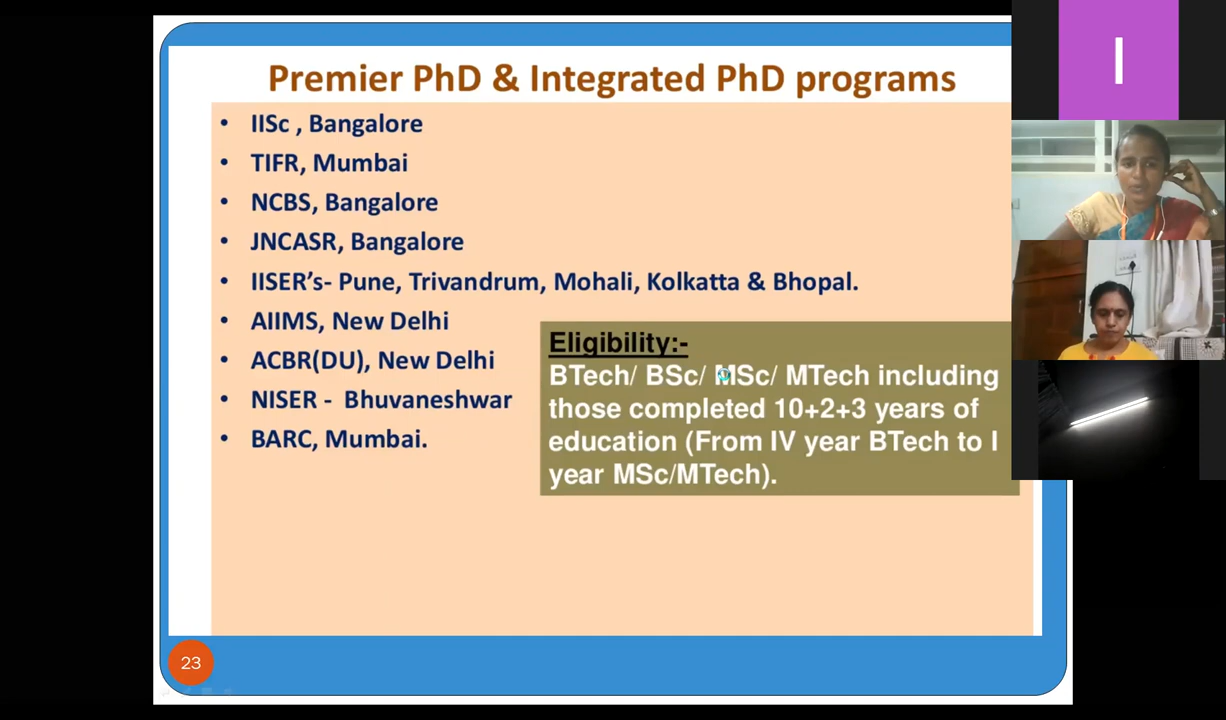 Premier PhD & Integrated PhD programs
• IISc , Bangalore
• TIFR, Mumbai
• NCBS, Bangalore
• JNCASR, Bangalore
• IISER’s- Pune, Trivandrum, Mohali, Kolkatta & Bhopal.
• AIIMS, New Delhi
• ACBR(DU), New Delhi
• NISER - Bhuvaneshwar
• BARC, Mumbai.
Eligibility:-
BTech/ BSc/ MSc/ MTech including
those completed 10+2+3 years of
education (From IV year BTech to I
year MSc/MTech).
23
I